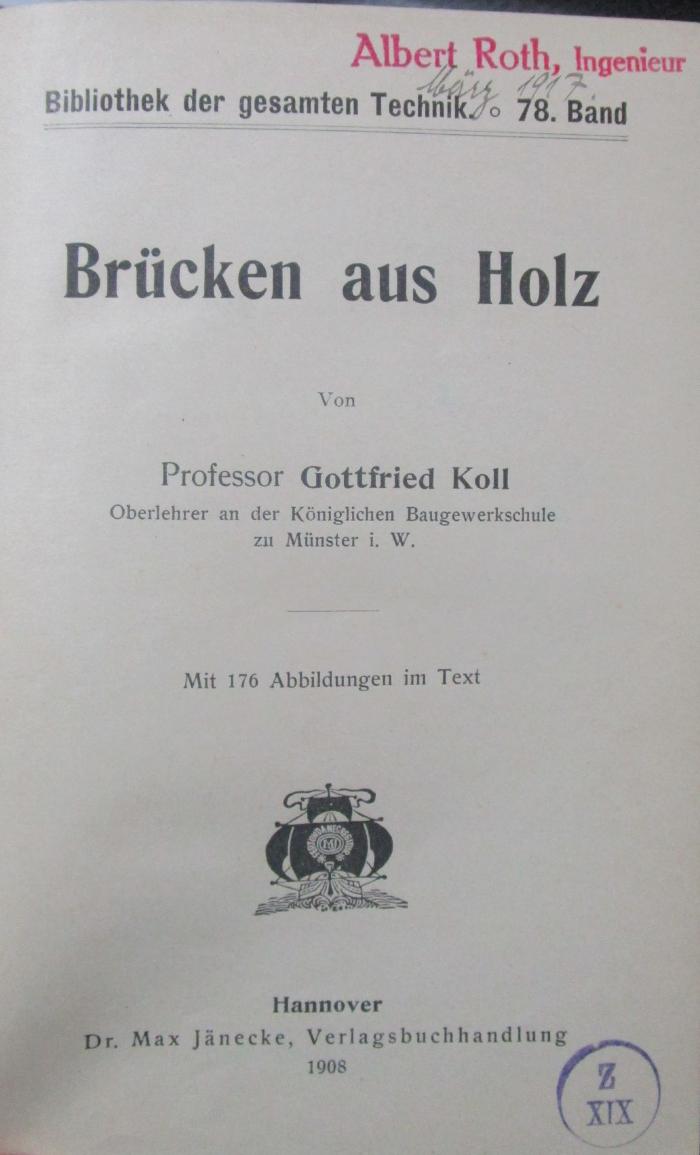 Albert Roth, Ingenieur
März 1917.
Bibliothek der gesamten Technik. ○ 78. Band
Brücken aus Holz
Von
Professor Gottfried Koll
Oberlehrer an der Königlichen Baugewerkschule
zu Münster i. W.
Mit 176 Abbildungen im Text
Hannover
Dr. Max Jänecke, Verlagsbuchhandlung
1908
Z
XIX